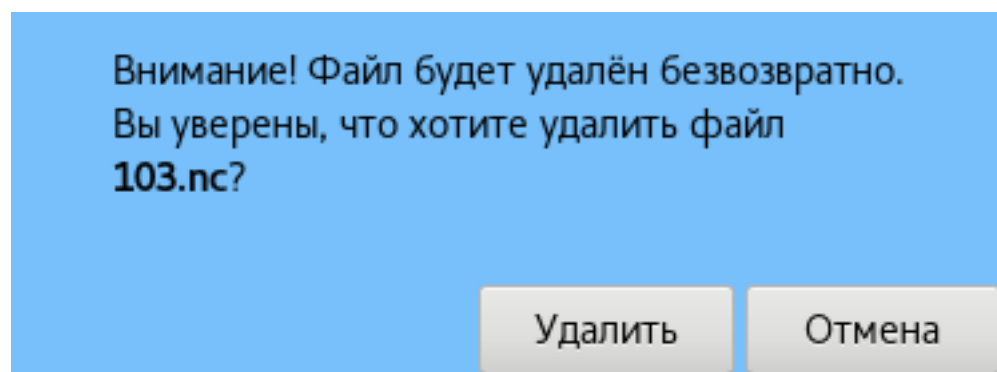 Внимание! Файл будет удалён безвозвратно.
Вы уверены, что хотите удалить файл
103.nc?
Удалить Отмена